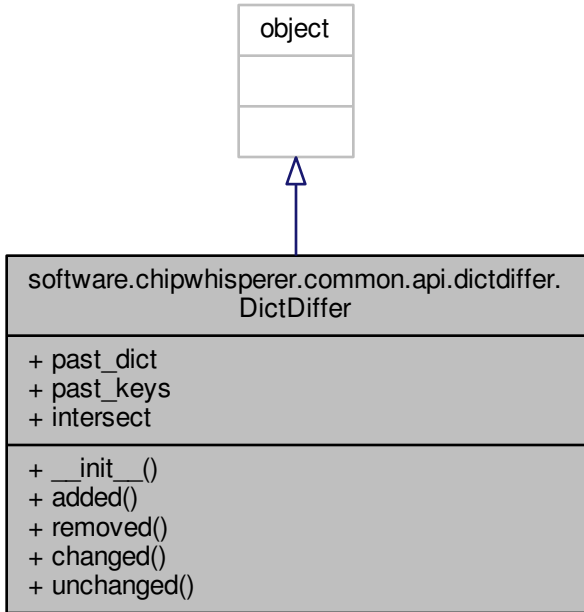 object
software.chipwhisperer.common.api.dictdiffer.
DictDiffer
+ past_dict
+ past_keys
+ intersect
+ __init__()
+ added()
+ removed()
+ changed()
+ unchanged()